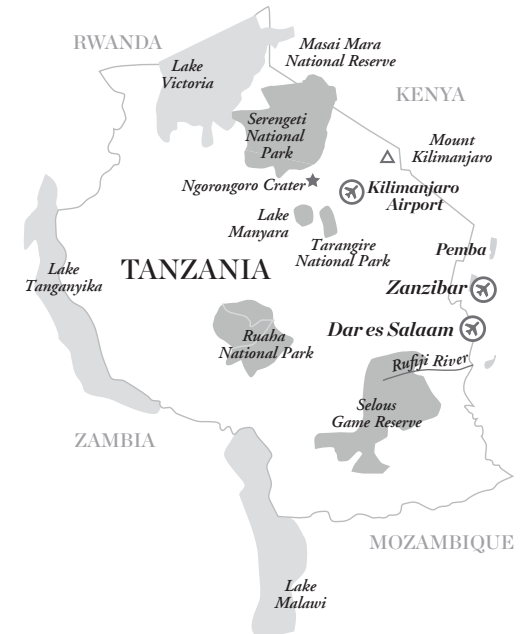 RWANDA
Masai Mara
National Reserve
Lake
Victoria
KENYA
Serengeti
National
Park
Mount
Kilimanjaro
Ngorongoro Crater
Kilimanjaro
Airport
Lake
Manyara
Tarangire
National Park
Pemba
Lake
Tanganyika
TANZANIA
Zanzibar
Dar es Salaam
Ruaha
National Park
Rufiji River
Selous
Game Reserve
ZAMBIA
MOZAMBIQUE
Lake
Malawi